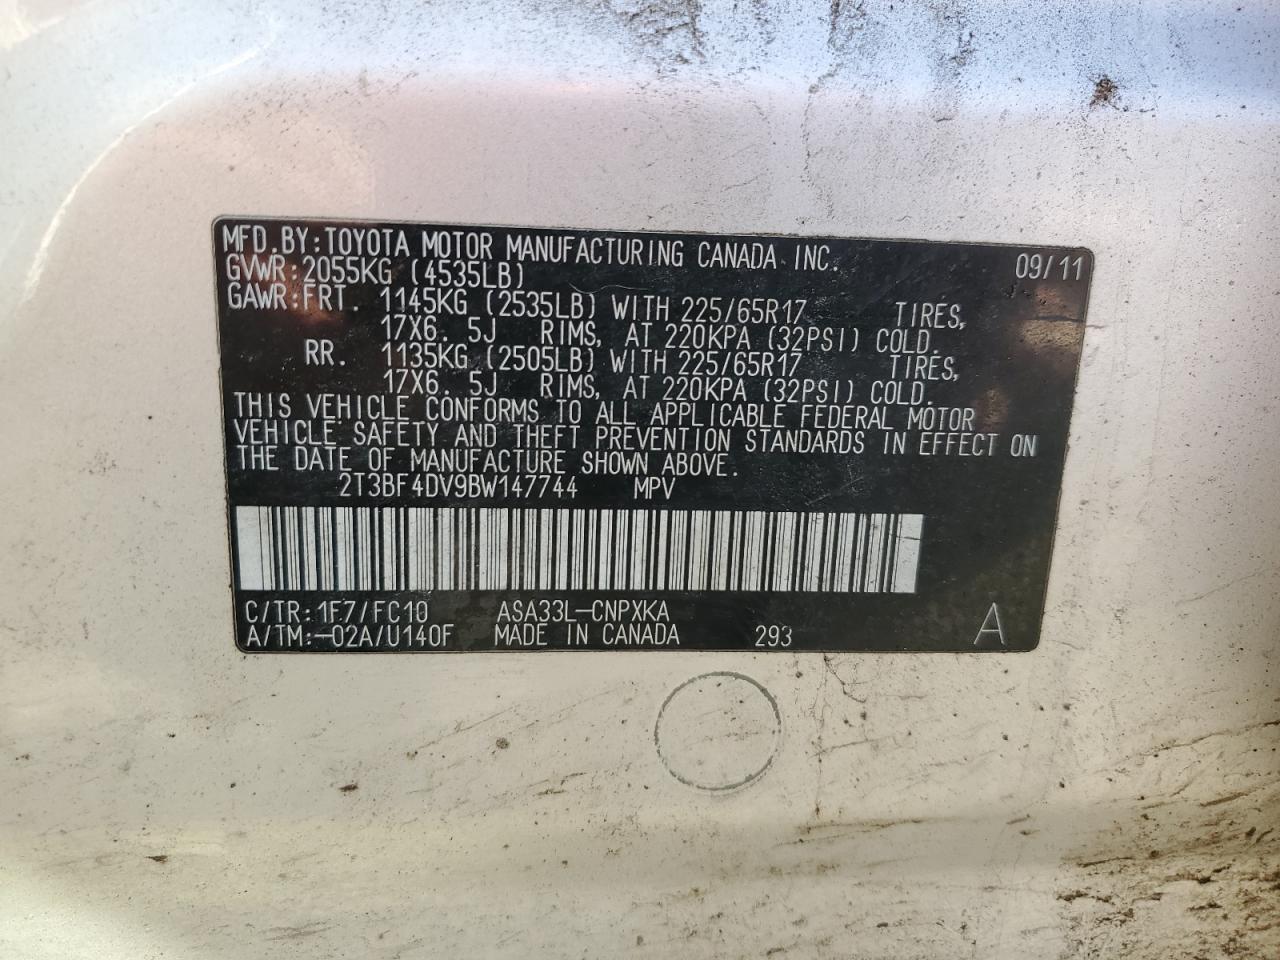 MFD.BY:TOYOTA MOTOR MANUFACTURING CANADA INC. 09/11
GVWR:2055KG (4535LB)
GAWR:FRT. 1145KG (2535LB) WITH 225/65R17 TIRES,
17X6. 5J RIMS, AT 220KPA (32PSI) COLD.
RR. 1135KG (2505LB) WITH 225/65R17 TIRES,
17X6. 5J RIMS, AT 220KPA (32PSI) COLD.
THIS VEHICLE CONFORMS TO ALL APPLICABLE FEDERAL MOTOR
VEHICLE SAFETY AND THEFT PREVENTION STANDARDS IN EFFECT ON
THE DATE OF MANUFACTURE SHOWN ABOVE.
2T3BF4DV9BW147744 MPV
C/TR:1F7/FC10 ASA33L-CNPXKA
A/TM:-02A/U140F MADE IN CANADA 293 A